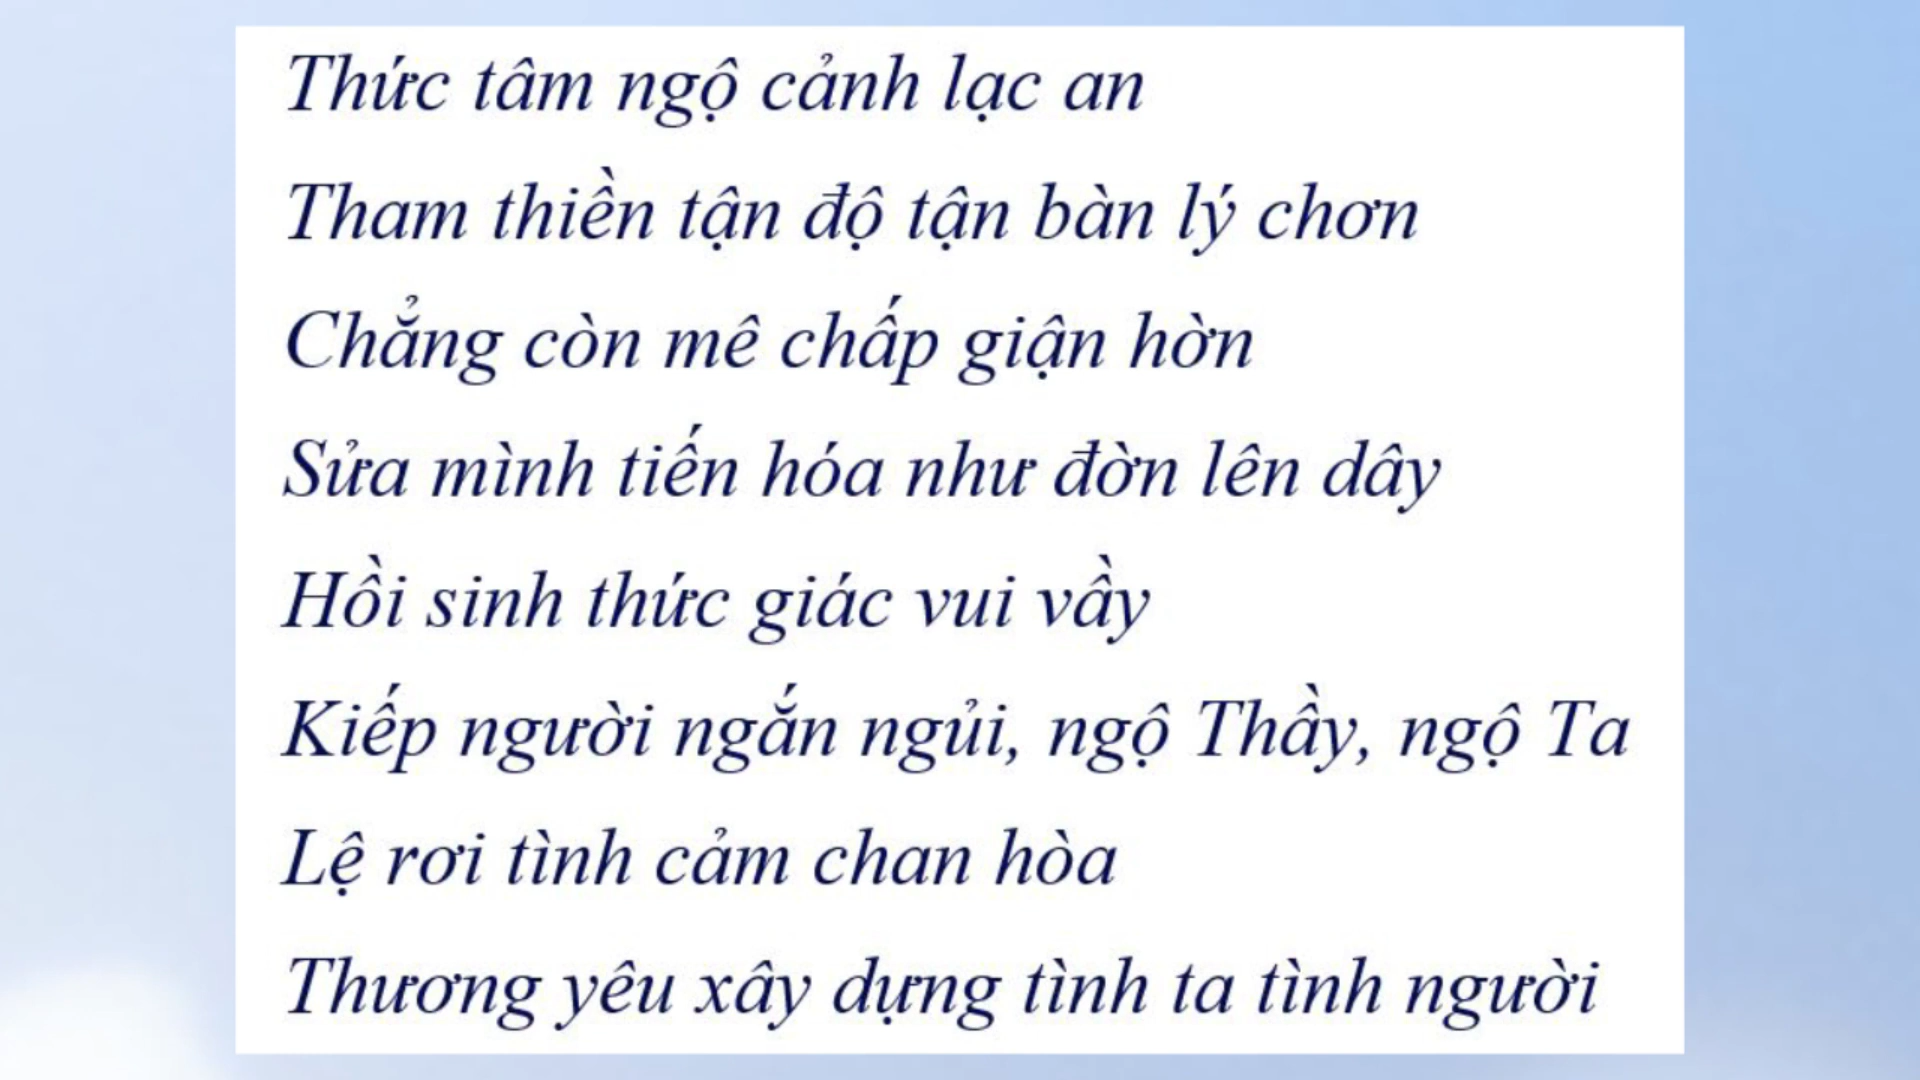 Thức tâm ngộ cảnh lạc an
Tham thiền tận độ tận bàn lý chơn
Chẳng còn mê chấp giận hờn
Sửa mình tiến hóa như đờn lên dây
Hồi sinh thức giác vui vầy
Kiếp người ngắn ngủi, ngộ Thầy, ngộ Ta
Lệ rơi tình cảm chan hòa
Thương yêu xây dựng tình ta tình người